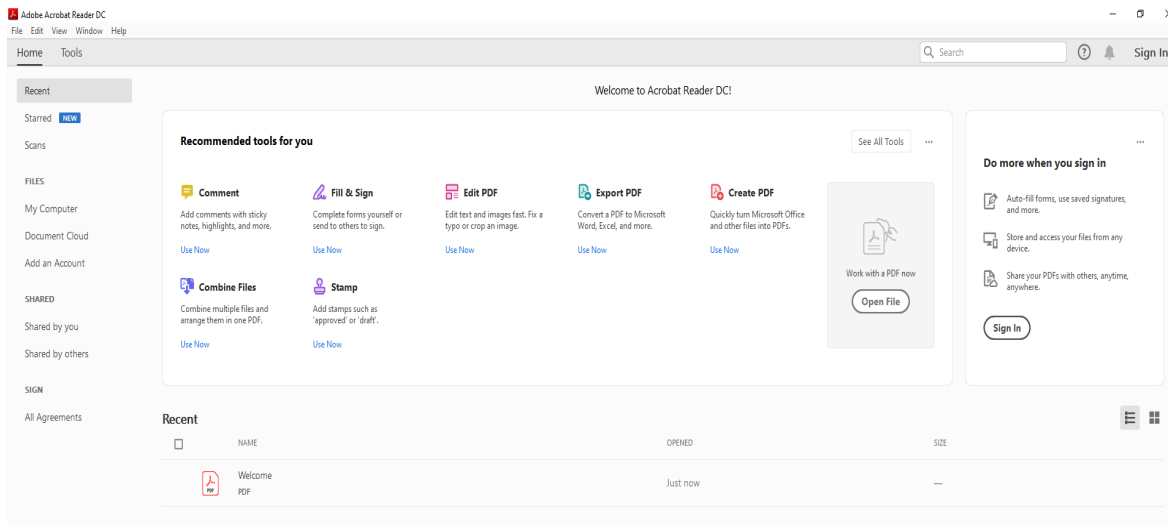 Adobe Acrobat Reader DC
File Edit View Window Help
Home Tools
Search
Sign In
Recent
Starred NEW
Scans
FILES
My Computer
Document Cloud
Add an Account
SHARED
Shared by you
Shared by others
SIGN
All Agreements
Welcome to Acrobat Reader DC!
Recommended tools for you
See All Tools
Comment
Add comments with sticky
notes, highlights, and more.
Use Now
Fill & Sign
Complete forms yourself or
send to others to sign.
Use Now
Edit PDF
Edit text and images fast. Fix a
typo or crop an image.
Use Now
Export PDF
Convert a PDF to Microsoft
Word, Excel, and more.
Use Now
Create PDF
Quickly turn Microsoft Office
and other files into PDFs.
Use Now
Combine Files
Combine multiple files and
arrange them in one PDF.
Use Now
Stamp
Add stamps such as
'approved' or 'draft'.
Use Now
Work with a PDF now
Open File
Do more when you sign in
Auto-fill forms, use saved signatures,
and more.
Store and access your files from any
device.
Share your PDFs with others, anytime,
anywhere.
Sign In
Recent
NAME OPENED SIZE
PDF
Welcome
PDF
Just now —